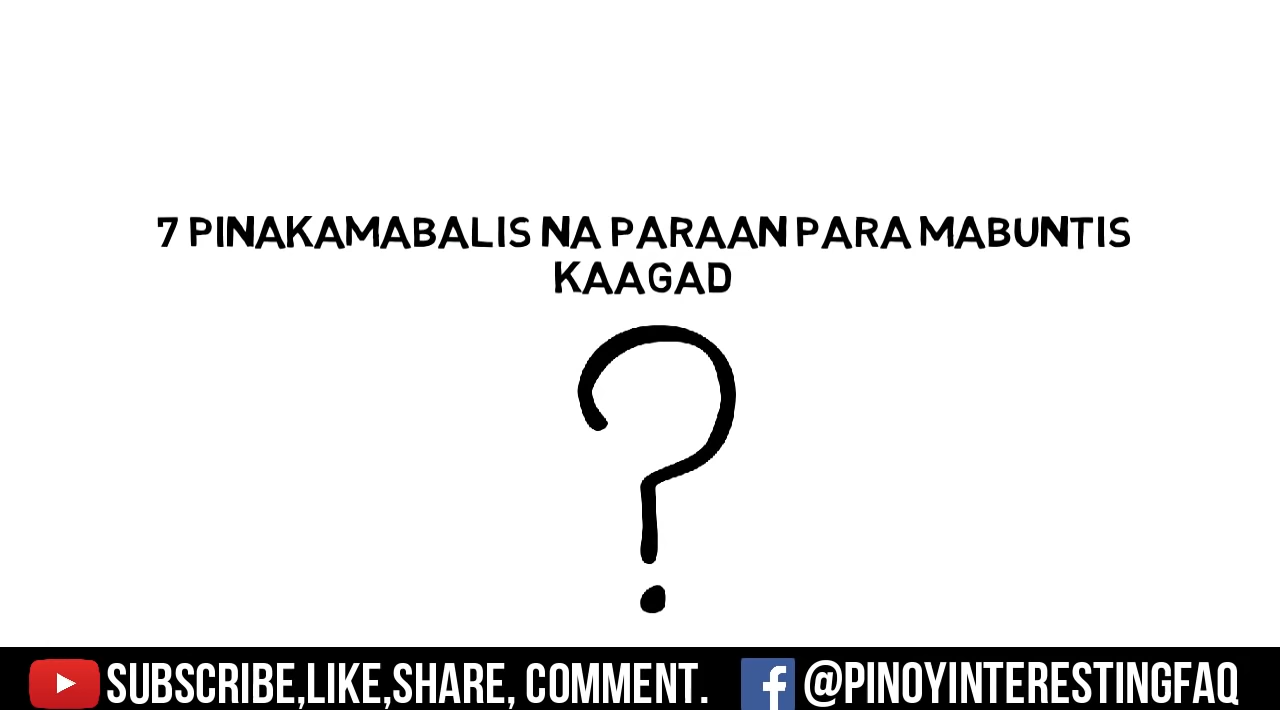 7 PINAKAMABALIS NA PARAAN PARA MABUNTIS
KAAGAD
?
SUBSCRIBE,LIKE,SHARE, COMMENT.
f @PINOYINTERESTINGFAQ